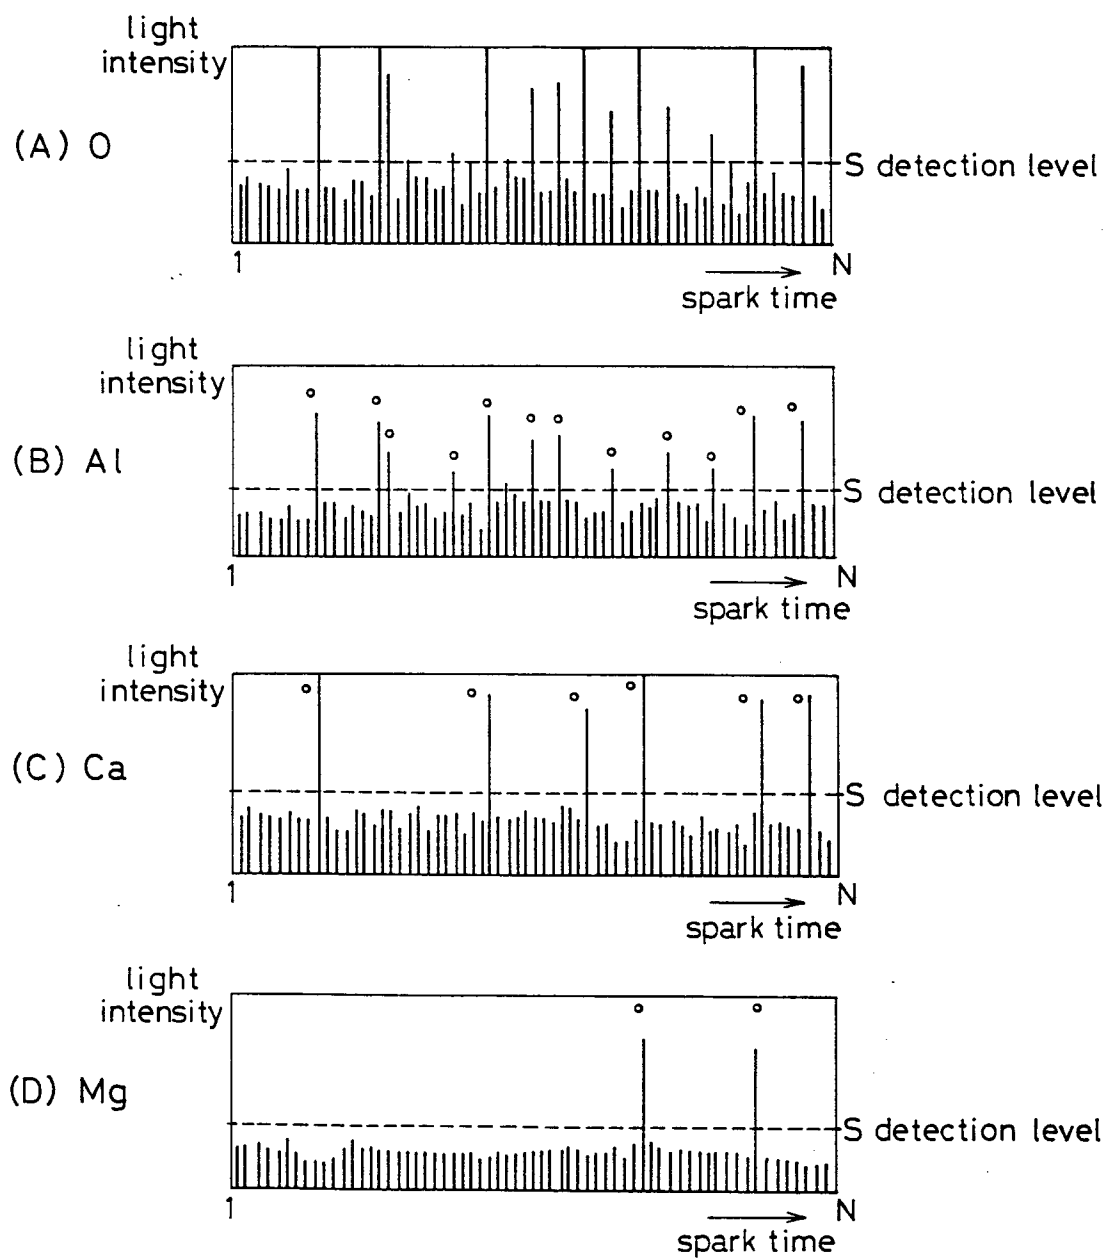 light
intensity
(A) O
S detection level
1
N
spark time
light
intensity
(B) Al
S detection level
1
N
spark time
light
intensity
(C) Ca
S detection level
1
N
spark time
light
intensity
(D) Mg
S detection level
1
N
spark time